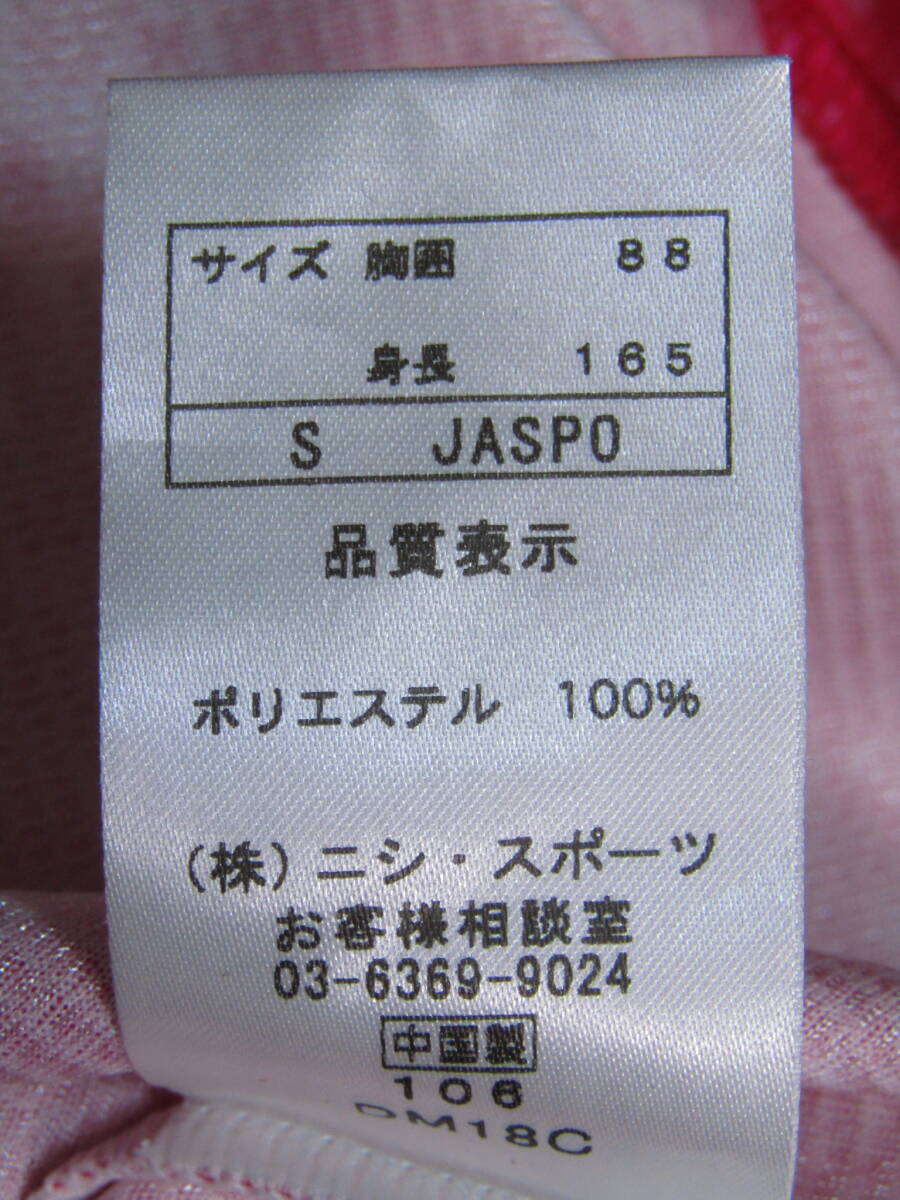 サイズ 胸囲 88
身長 165
S JASPO
品質表示
ポリエステル 100%
(株)ニシ・スポーツ
お客様相談室
03-6369-9024
中国製
106
DM18C